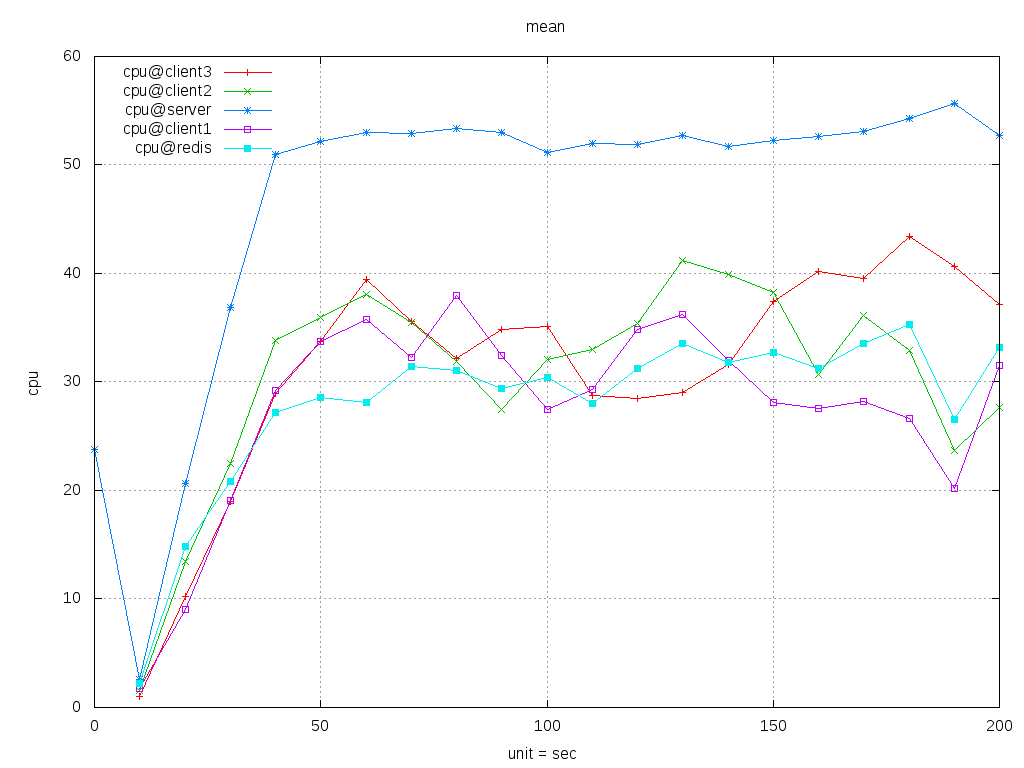 mean
60
50
40
30
20
10
0
cpu
cpu@client3
cpu@client2
cpu@server
cpu@client1
cpu@redis
0 50 100 150 200
unit = sec